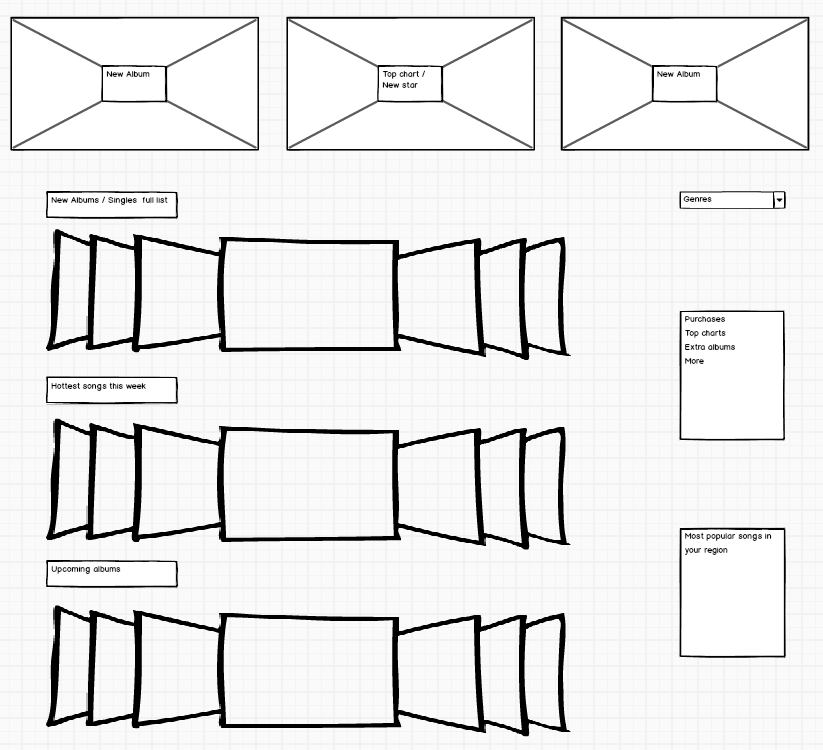 New Album
Top chart /
New star
New Album
New Albums / Singles full list
Genres
Purchases
Top charts
Extra albums
More
Hottest songs this week
Most popular songs in
your region
Upcoming albums